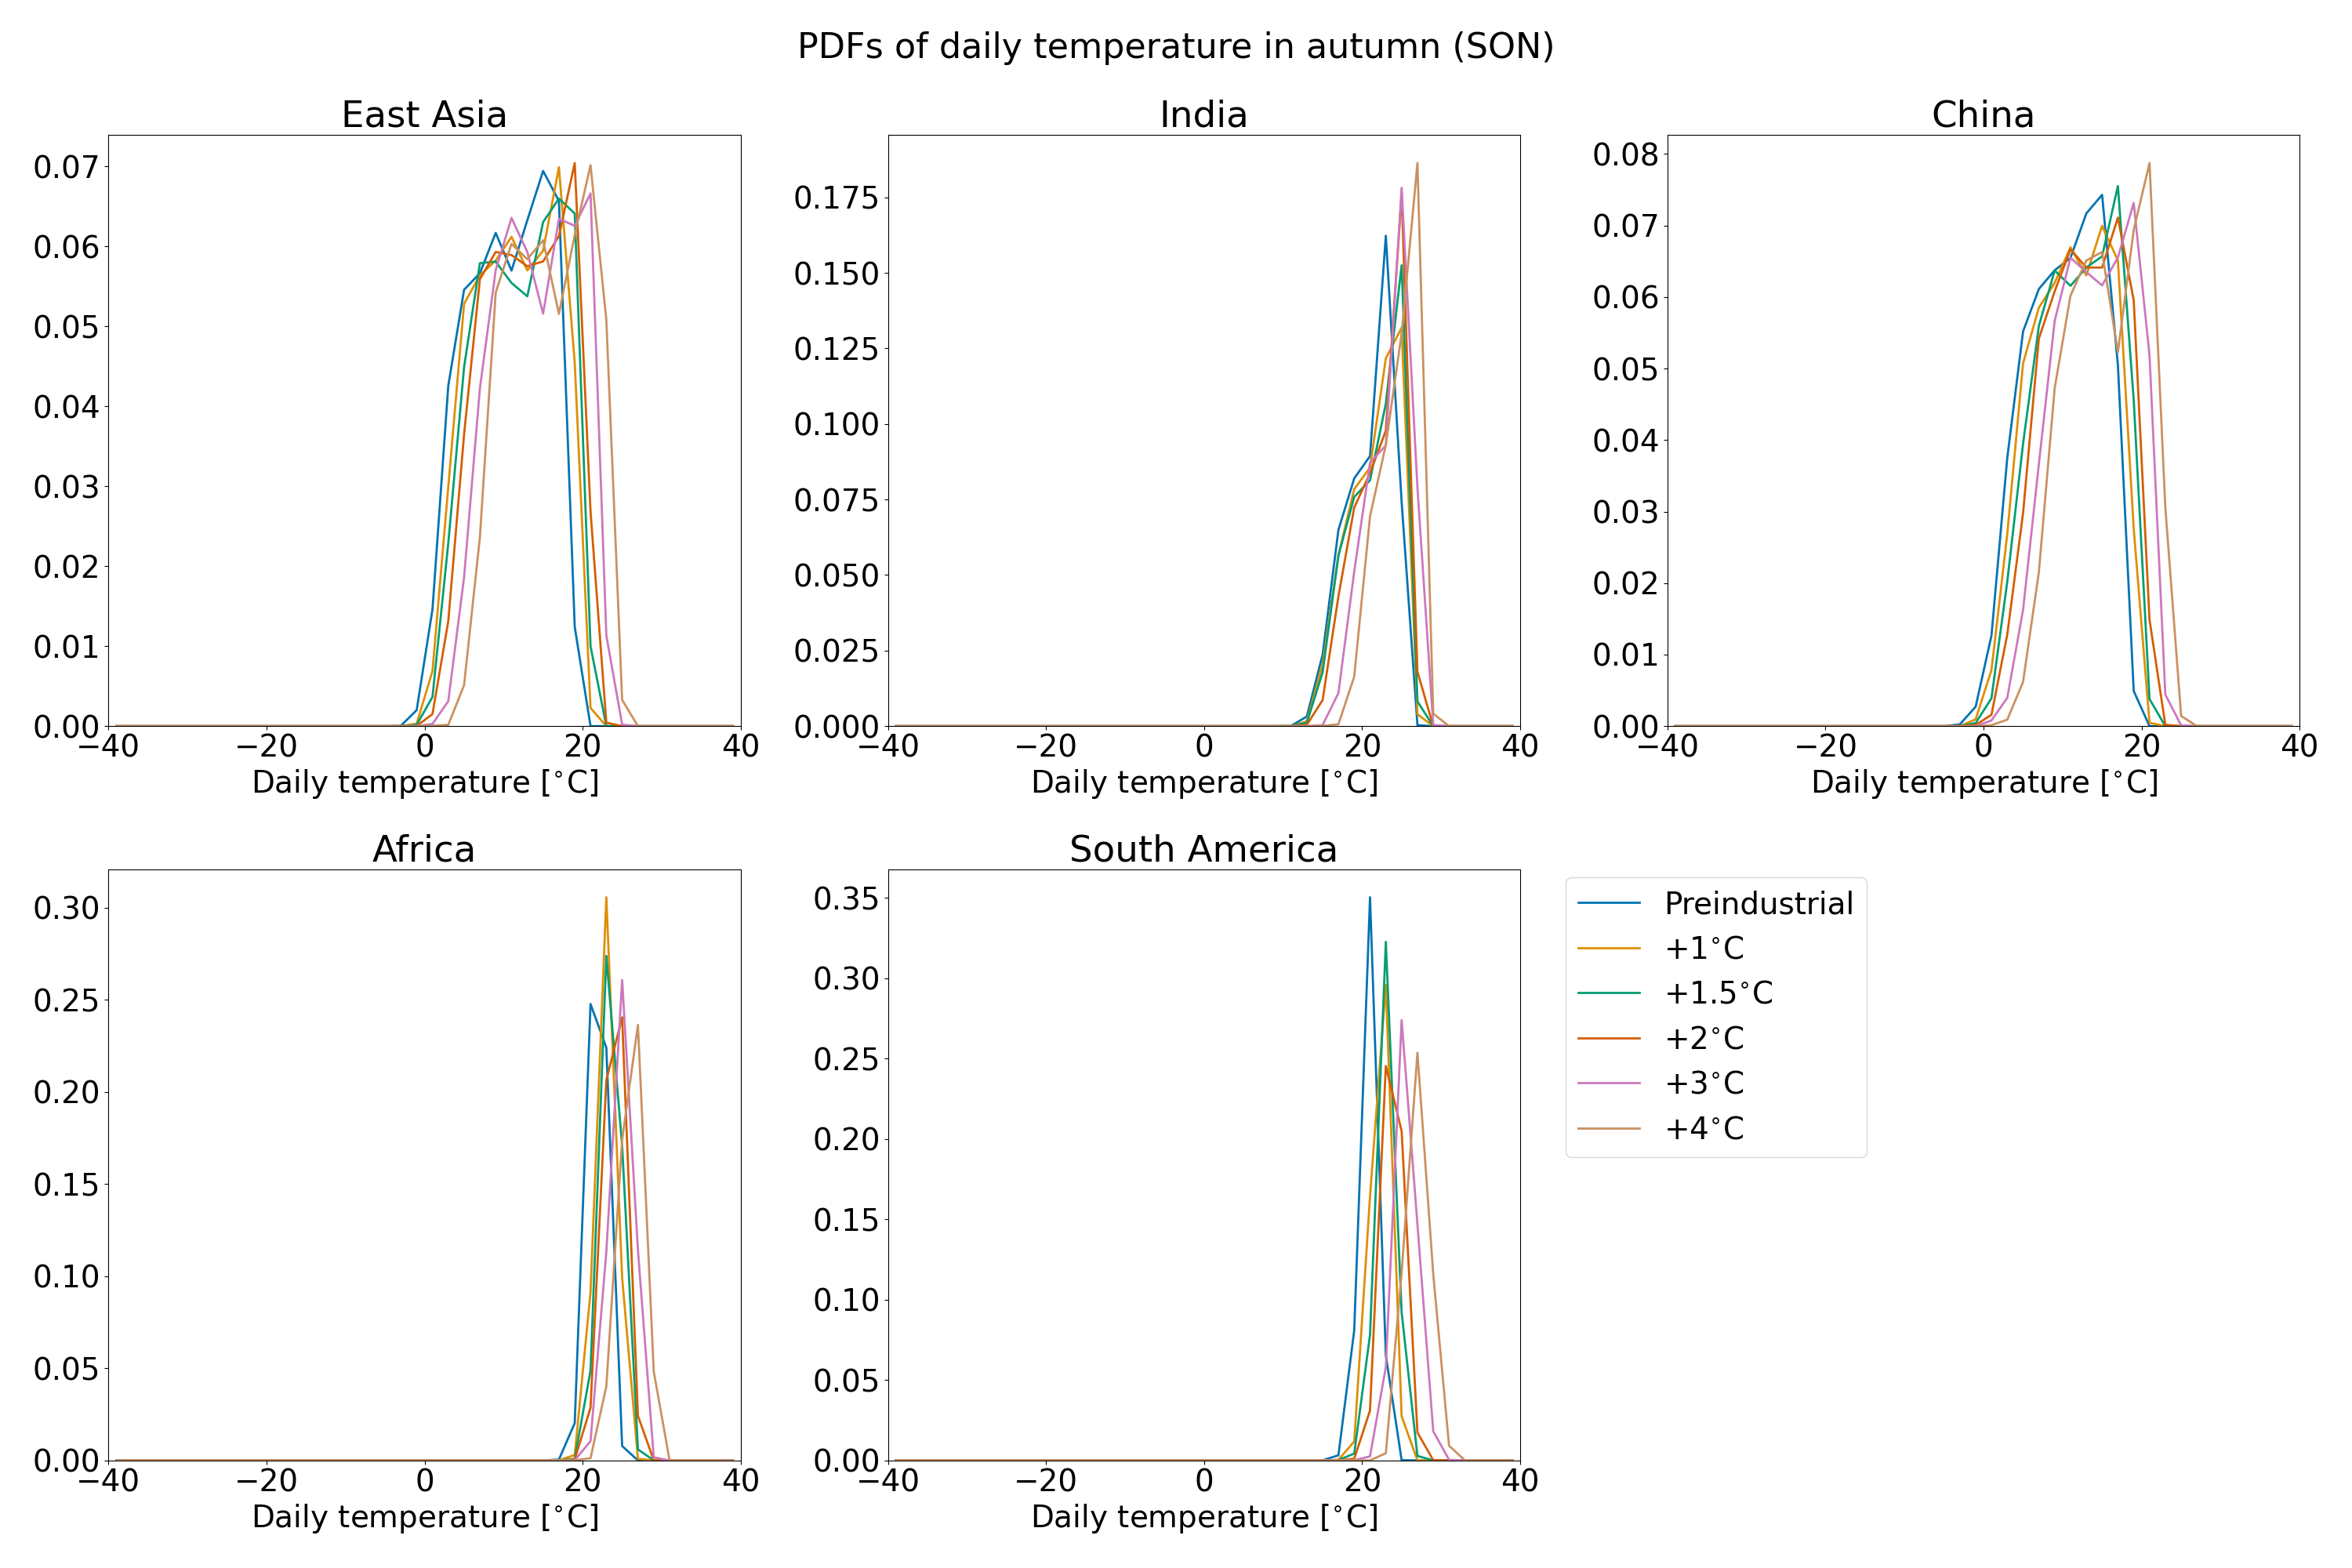 PDFs of daily temperature in autumn (SON)
East Asia
0.07
0.06
0.05
0.04
0.03
0.02
0.01
0.00
−40 −20 0 20 40
Daily temperature [°C]
India
0.175
0.150
0.125
0.100
0.075
0.050
0.025
0.000
−40 −20 0 20 40
Daily temperature [°C]
China
0.08
0.07
0.06
0.05
0.04
0.03
0.02
0.01
0.00
−40 −20 0 20 40
Daily temperature [°C]
Africa
0.30
0.25
0.20
0.15
0.10
0.05
0.00
−40 −20 0 20 40
Daily temperature [°C]
South America
0.35
0.30
0.25
0.20
0.15
0.10
0.05
0.00
−40 −20 0 20 40
Daily temperature [°C]
Preindustrial
+1°C
+1.5°C
+2°C
+3°C
+4°C